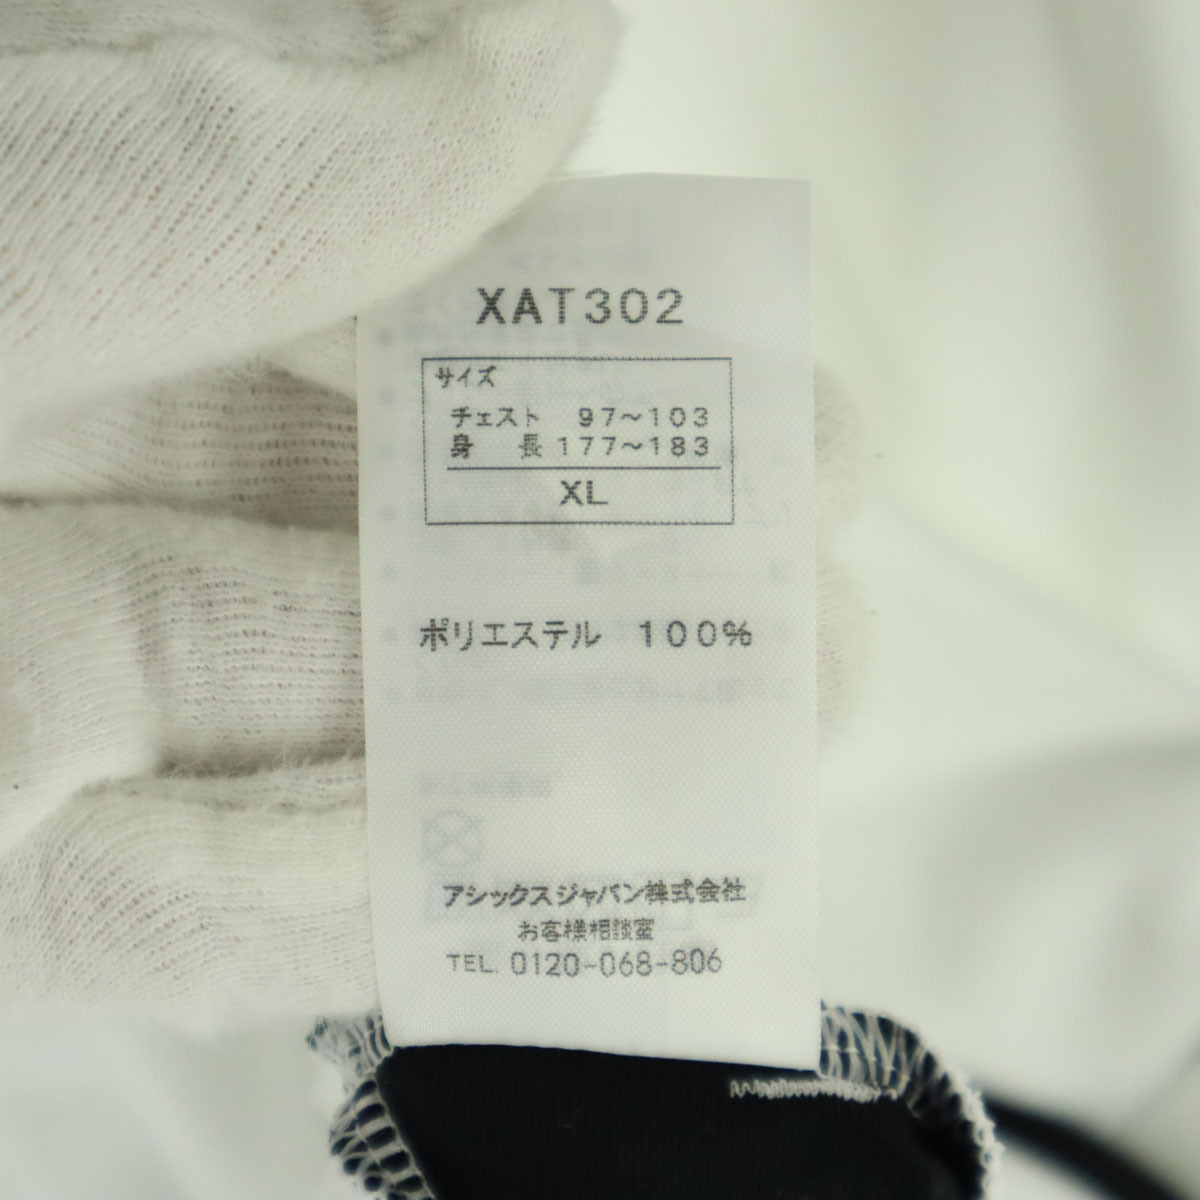 XAT302
サイズ
チェスト 97~103
身 長 177~183
XL
ポリエステル 100%
アシックスジャパン株式会社
お客様相談室
TEL. 0120-068-806